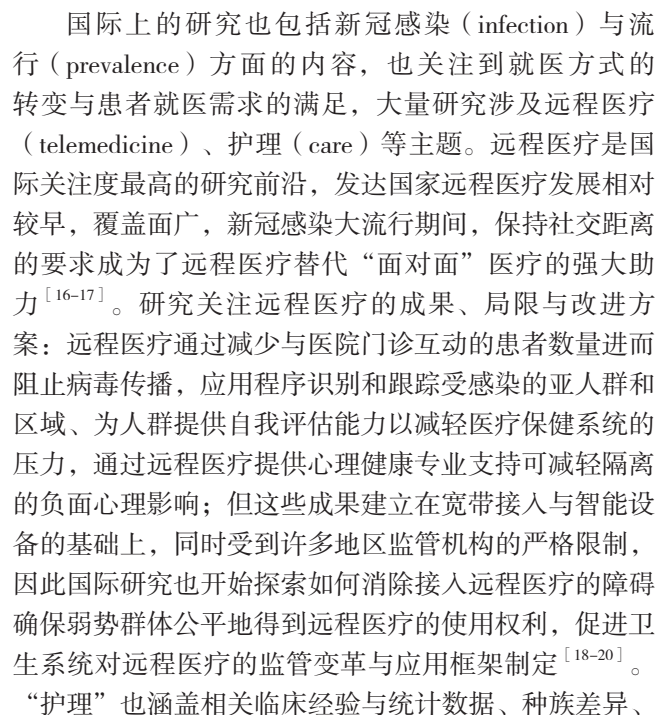 国际上的研究也包括新冠感染（infection）与流
行（prevalence）方面的内容，也关注到就医方式的
转变与患者就医需求的满足，大量研究涉及远程医疗
（telemedicine）、护理（care）等主题。远程医疗是国
际关注度最高的研究前沿，发达国家远程医疗发展相对
较早，覆盖面广，新冠感染大流行期间，保持社交距离
的要求成为了远程医疗替代“面对面”医疗的强大助
力［16-17］。研究关注远程医疗的成果、局限与改进方
案：远程医疗通过减少与医院门诊互动的患者数量进而
阻止病毒传播，应用程序识别和跟踪受感染的亚人群和
区域、为人群提供自我评估能力以减轻医疗保健系统的
压力，通过远程医疗提供心理健康专业支持可减轻隔离
的负面心理影响；但这些成果建立在宽带接入与智能设
备的基础上，同时受到许多地区监管机构的严格限制，
因此国际研究也开始探索如何消除接入远程医疗的障碍
确保弱势群体公平地得到远程医疗的使用权利，促进卫
生系统对远程医疗的监管变革与应用框架制定［18-20］。
“护理”也涵盖相关临床经验与统计数据、种族差异、